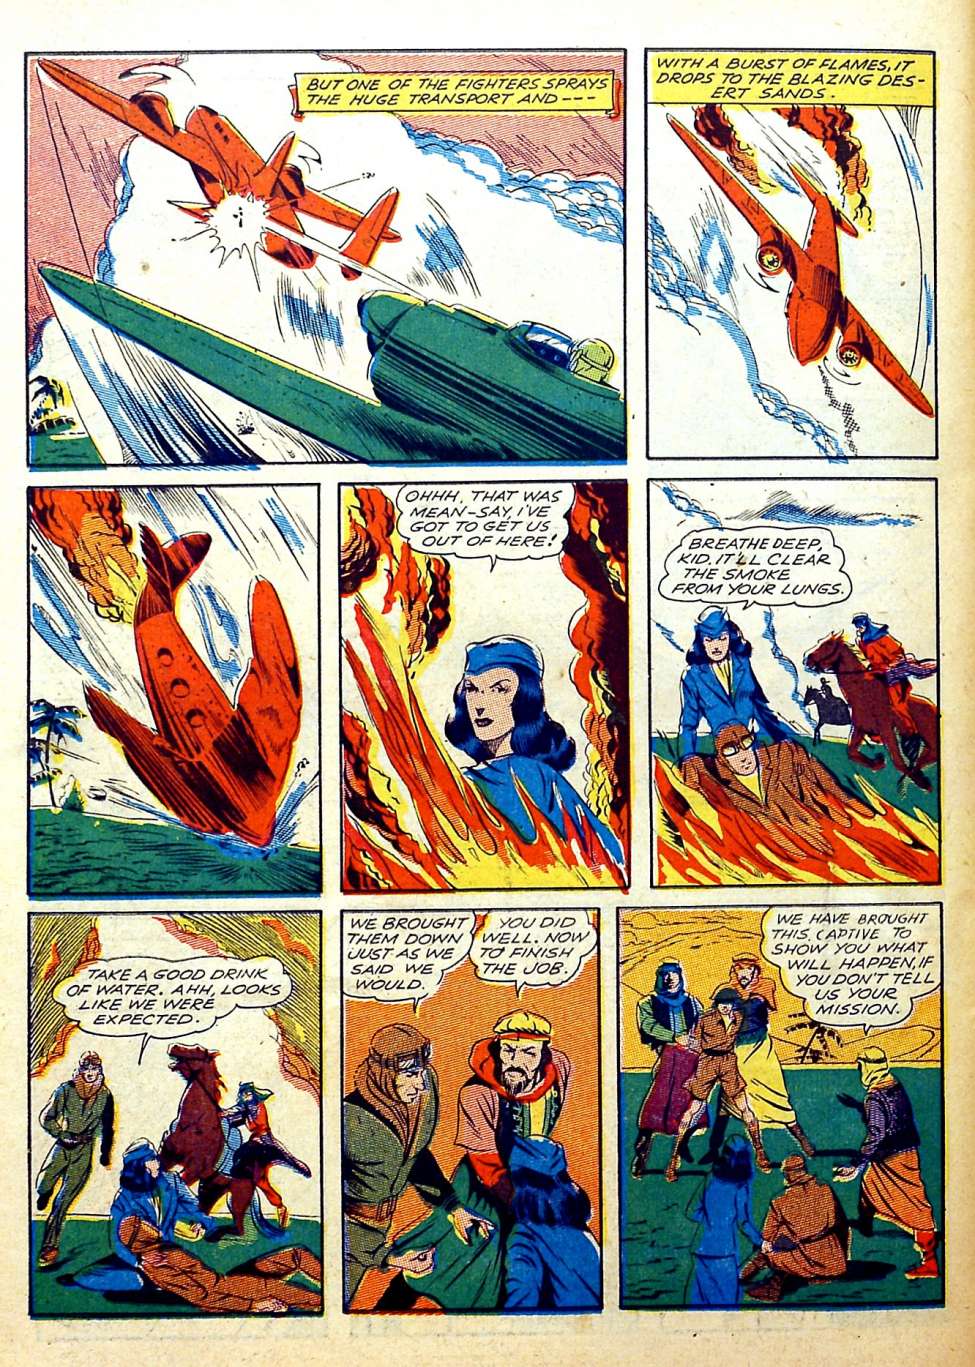 BUT ONE OF THE FIGHTERS SPRAYS
THE HUGE TRANSPORT AND ---
WITH A BURST OF FLAMES, IT
DROPS TO THE BLAZING DES-
ERT SANDS.
OHHH, THAT WAS
MEAN-SAY, I'VE
GOT TO GET US
OUT OF HERE!
BREATHE DEEP,
KID, IT'LL CLEAR
THE SMOKE
FROM YOUR LUNGS.
TAKE A GOOD DRINK
OF WATER. AHH, LOOKS
LIKE WE WERE
EXPECTED.
WE BROUGHT
THEM DOWN
JUST AS WE
SAID WE
WOULD.
YOU DID
WELL. NOW
TO FINISH
THE JOB.
WE HAVE BROUGHT
THIS CAPTIVE TO
SHOW YOU WHAT
WILL HAPPEN, IF
YOU DON'T TELL
US YOUR
MISSION.